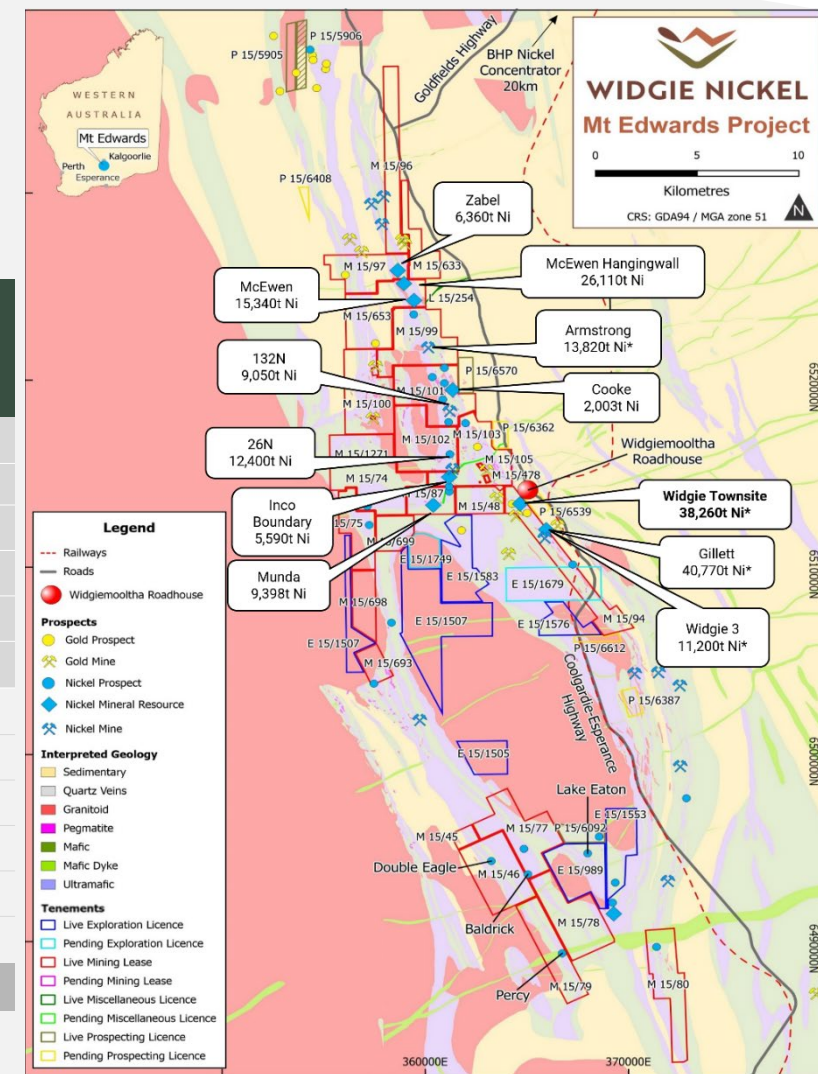 WESTERN
AUSTRALIA
Mt Edwards
Kalgoorlie
Perth
Esperance
P 15/5906
P 15/5905
Goldfields Highway
BHP Nickel
Concentrator
20km
WIDGIE NICKEL
Mt Edwards Project
0 5 10
Kilometres
CRS: GDA94 / MGA zone 51
N
M 15/96
P 15/6408
Zabel
6,360t Ni
M 15/97
M 15/633
McEwen Hangingwall
26,110t Ni
McEwen
15,340t Ni
L 15/254
M 15/653
M 15/99
Armstrong
13,820t Ni*
132N
9,050t Ni
P 15/6570
M 15/101
M 15/100
Cooke
2,003t Ni
6520000N
P 15/6362
M 15/102
M 15/103
26N
12,400t Ni
M 15/1271
M 15/105
Widgiemooltha
Roadhouse
M 15/74
M 15/478
Inco
Boundary
5,590t Ni
15/87
M 15/48
Widgie Townsite
38,260t Ni*
15/75
P 15/6539
M 15/699
Gillett
40,770t Ni*
Munda
9,398t Ni
E 15/1749
E 15/1583
E 15/1679
6510000N
M 15/698
E 15/1507
E 15/1576
M 15/94
Widgie 3
11,200t Ni*
E 15/1507
M 15/693
P 15/6612
P 15/6387
Coolgardie-Esperance
Highway
E 15/1505
6500000N
Lake Eaton
E 15/1553
M 15/45
M 15/77
P 15/6092
Double Eagle
M 15/46
E 15/989
Baldrick
M 15/78
6490000N
Percy
M 15/79
M 15/80
360000E
370000E
Legend
Railways
Roads
Widgiemooltha Roadhouse
Prospects
Gold Prospect
Gold Mine
Nickel Prospect
Nickel Mineral Resource
Nickel Mine
Interpreted Geology
Sedimentary
Quartz Veins
Granitoid
Pegmatite
Mafic
Mafic Dyke
Ultramafic
Tenements
Live Exploration Licence
Pending Exploration Licence
Live Mining Lease
Pending Mining Lease
Live Miscellaneous Licence
Pending Miscellaneous Licence
Live Prospecting Licence
Pending Prospecting Licence